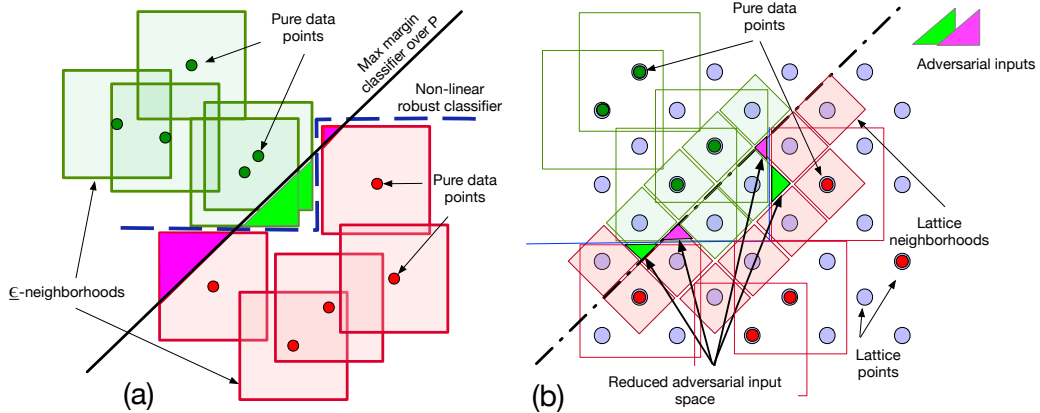 Pure data
points
Max margin
classifier over P
Non-linear
robust classifier
Pure data
points
Pure data
points
ϵ-neighborhoods
(a)
Pure data
points
Adversarial inputs
Lattice
neighborhoods
Lattice
points
Reduced adversarial input
space
(b)